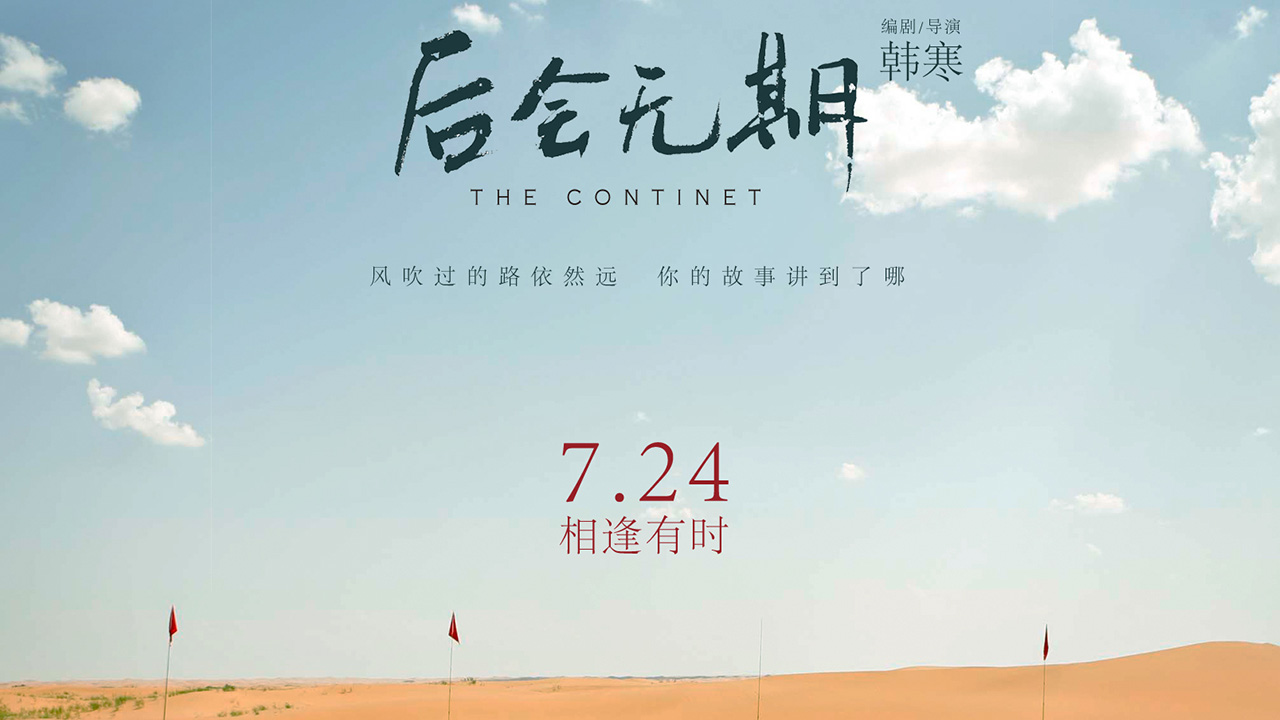 编剧/导演
韩寒
后会无期
THE CONTINET
风吹过的路依然远 你的故事讲到了哪
7.24
相逢有时